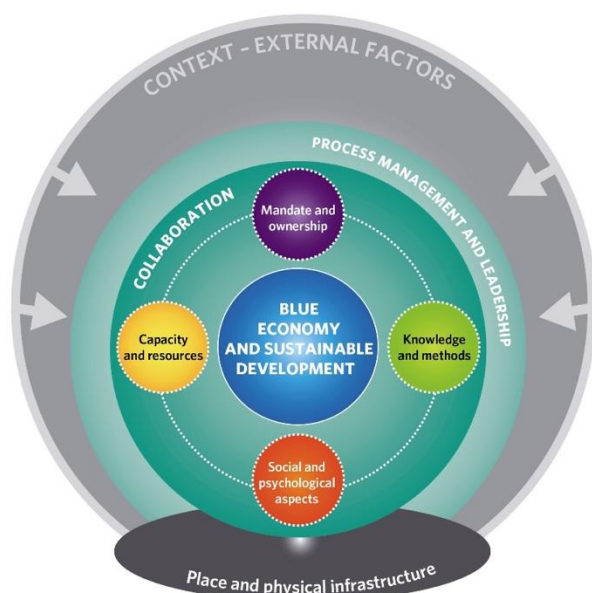 CONTEXT – EXTERNAL FACTORS
PROCESS MANAGEMENT AND LEADERSHIP
COLLABORATION
Mandate and
ownership
BLUE
ECONOMY
AND SUSTAINABLE
DEVELOPMENT
Capacity
and resources
Knowledge
and methods
Social and
psychological
aspects
Place and physical infrastructure